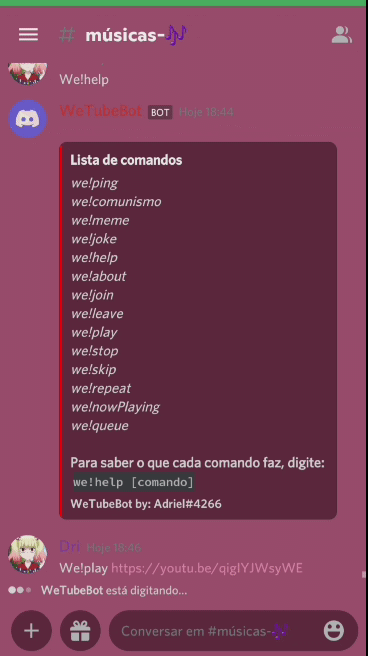 # músicas-🎶
We!help
WeTubeBot BOT Hoje 18:44
Lista de comandos
we!ping
we!comunismo
we!meme
we!joke
we!help
we!about
we!join
we!leave
we!play
we!stop
we!skip
we!repeat
we!nowPlaying
we!queue
Para saber o que cada comando faz, digite:
we!help [comando]
WeTubeBot by: Adriel#4266
Dri Hoje 18:46
We!play https://youtu.be/qigIYJWsyWE
WeTubeBot está digitando...
Conversar em #músicas-🎶